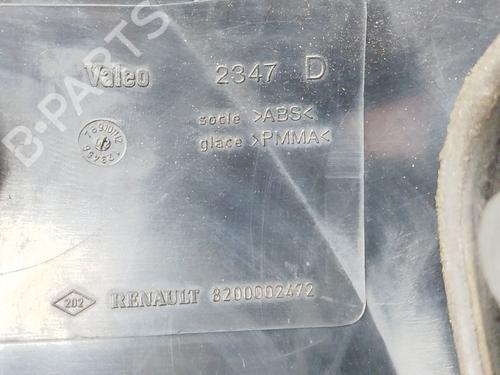 B-PARTS
Valeo 2347 D
socle >ABS<
glace >PMMA<
202 RENAULT 8200002472